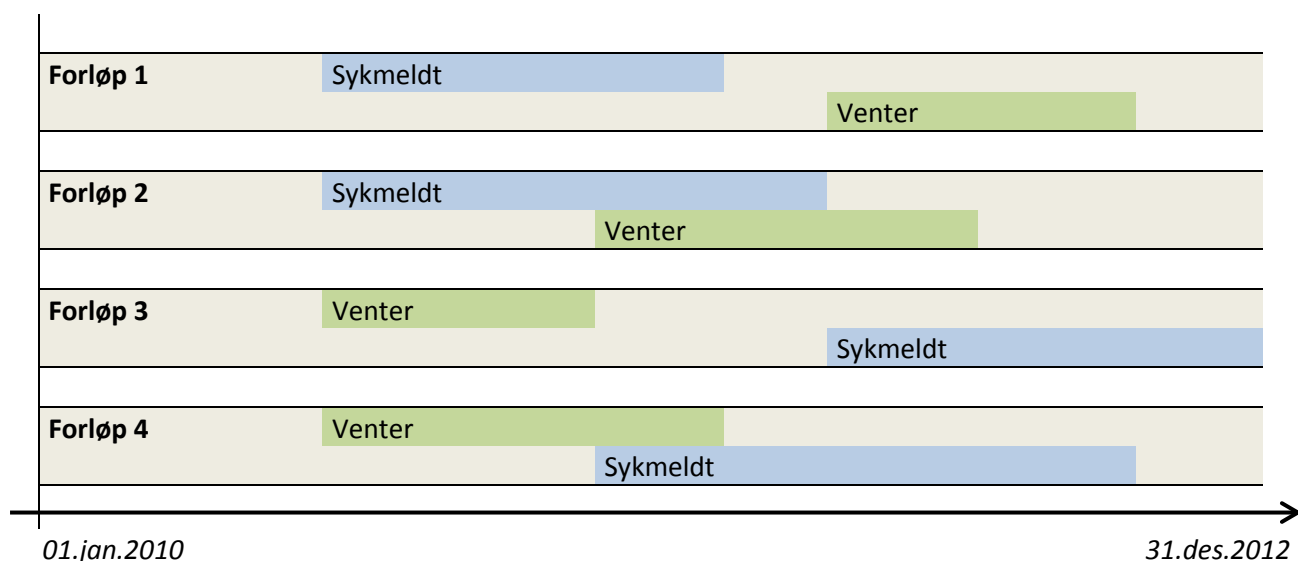 Forløp 1 Sykmeldt
Venter
Forløp 2 Sykmeldt
Venter
Forløp 3 Venter
Sykmeldt
Forløp 4 Venter
Sykmeldt
01.jan.2010 31.des.2012